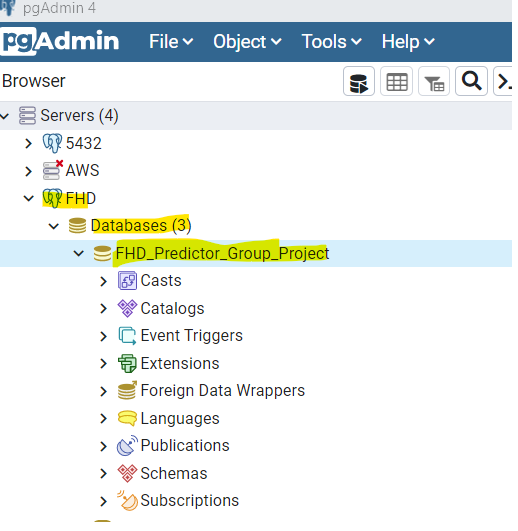 pgAdmin 4
pgAdmin File Object Tools Help
Browser
Servers (4)
5432
AWS
FHD
Databases (3)
FHD_Predictor_Group_Project
Casts
Catalogs
Event Triggers
Extensions
Foreign Data Wrappers
Languages
Publications
Schemas
Subscriptions